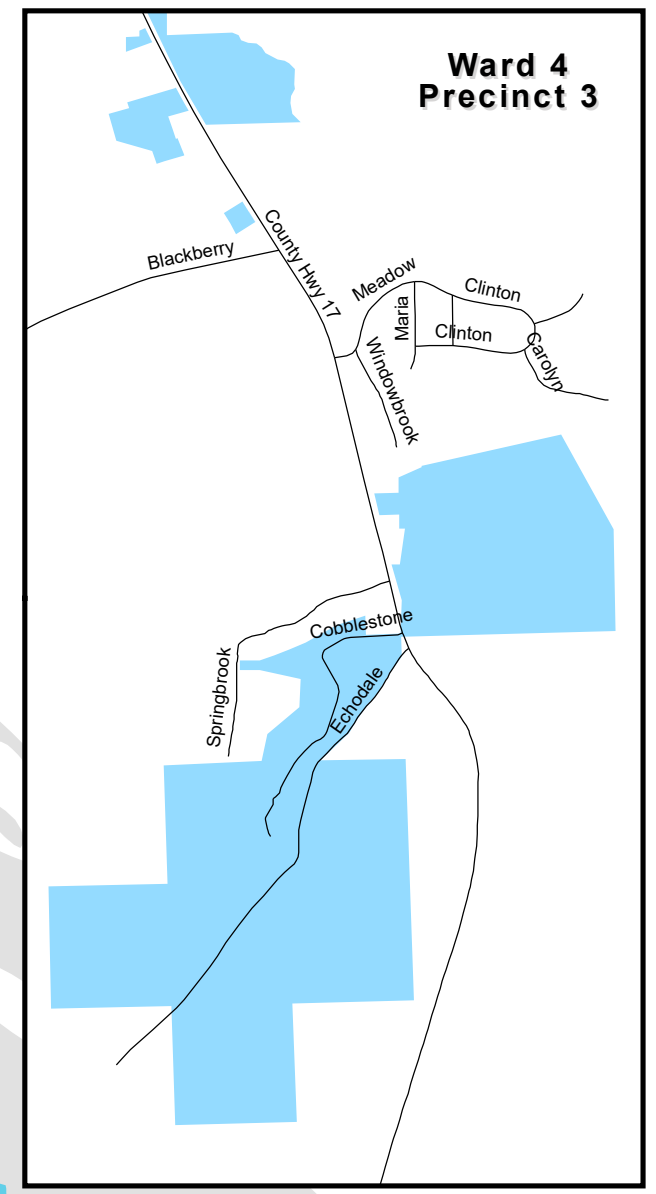 Ward 4
Precinct 3
County Hwy 17
Blackberry
Meadow
Clinton
Maria
Clinton
Carolyn
Windowbrook
Cobblestone
Springbrook
Echodale